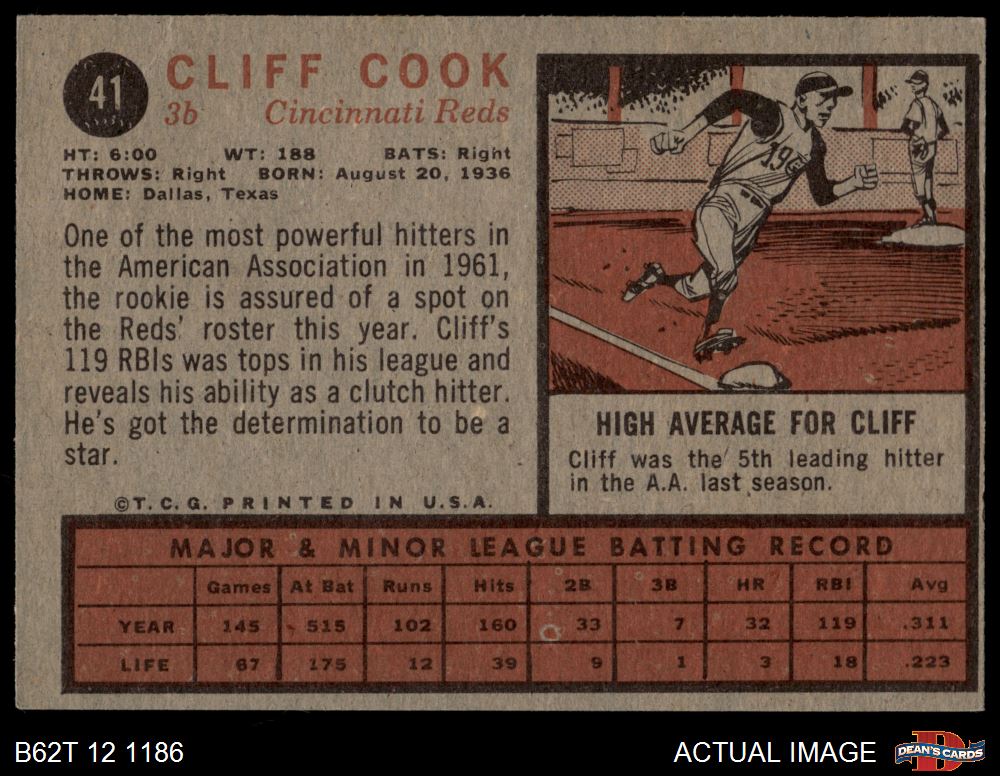 41
CLIFF COOK
3b Cincinnati Reds
HT: 6:00 WT: 188 BATS: Right
THROWS: Right BORN: August 20, 1936
HOME: Dallas, Texas
One of the most powerful hitters in
the American Association in 1961,
the rookie is assured of a spot on
the Reds' roster this year. Cliff's
119 RBIs was tops in his league and
reveals his ability as a clutch hitter.
He's got the determination to be a
star.
©T.C.G. PRINTED IN U.S.A.
19
HIGH AVERAGE FOR CLIFF
Cliff was the 5th leading hitter
in the A.A. last season.
MAJOR & MINOR LEAGUE BATTING RECORD
Games At Bat Runs Hits 2B 3B HR RBI Avg
YEAR 145 515 102 160 33 7 32 119 .311
LIFE 67 175 12 39 9 1 3 18 .223
B62T 12 1186 ACTUAL IMAGE DEAN'S CARDS